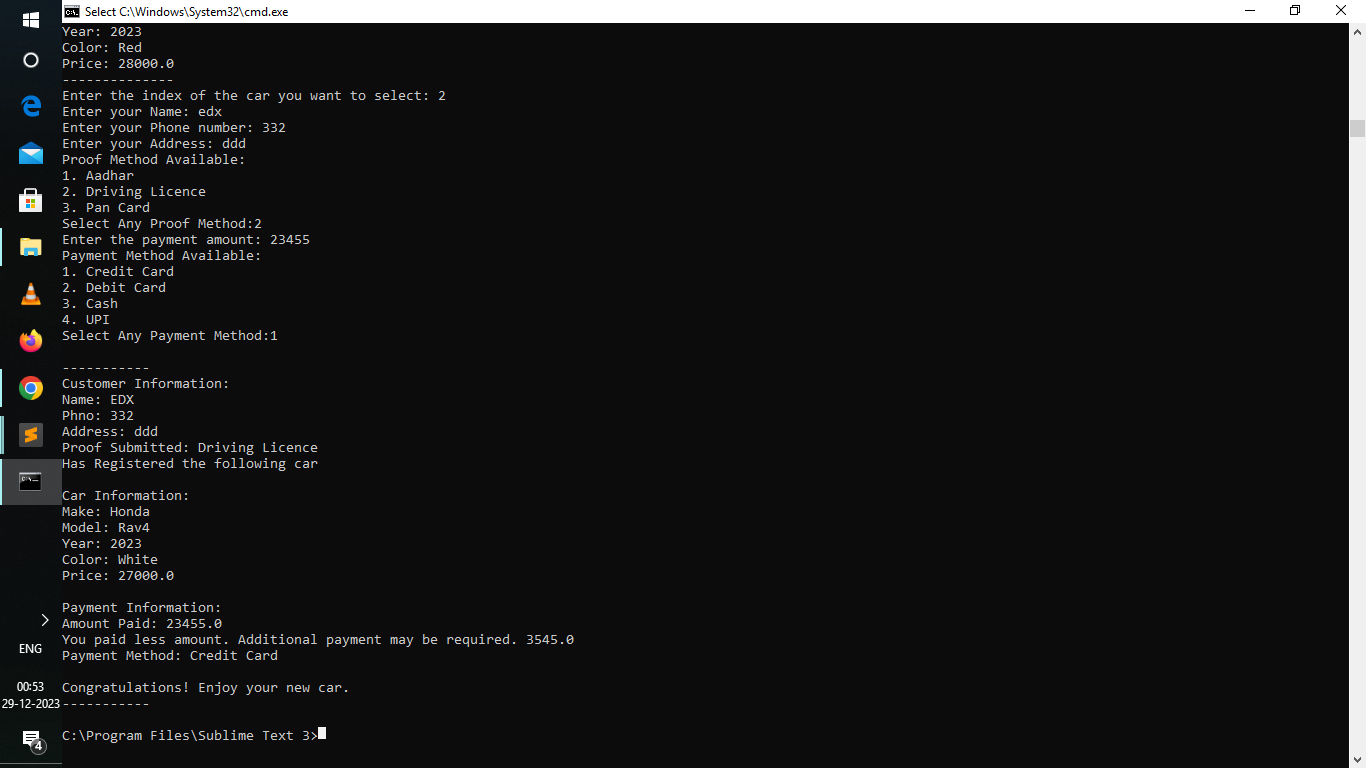 Select C:\Windows\System32\cmd.exe
Year: 2023
Color: Red
Price: 28000.0
--------------
Enter the index of the car you want to select: 2
Enter your Name: edx
Enter your Phone number: 332
Enter your Address: ddd
Proof Method Available:
1. Aadhar
2. Driving Licence
3. Pan Card
Select Any Proof Method:2
Enter the payment amount: 23455
Payment Method Available:
1. Credit Card
2. Debit Card
3. Cash
4. UPI
Select Any Payment Method:1
-----------
Customer Information:
Name: EDX
Phno: 332
Address: ddd
Proof Submitted: Driving Licence
Has Registered the following car
Car Information:
Make: Honda
Model: Rav4
Year: 2023
Color: White
Price: 27000.0
Payment Information:
Amount Paid: 23455.0
You paid less amount. Additional payment may be required. 3545.0
Payment Method: Credit Card
Congratulations! Enjoy your new car.
-----------
C:\Program Files\Sublime Text 3>
ENG
00:53
29-12-2023
4